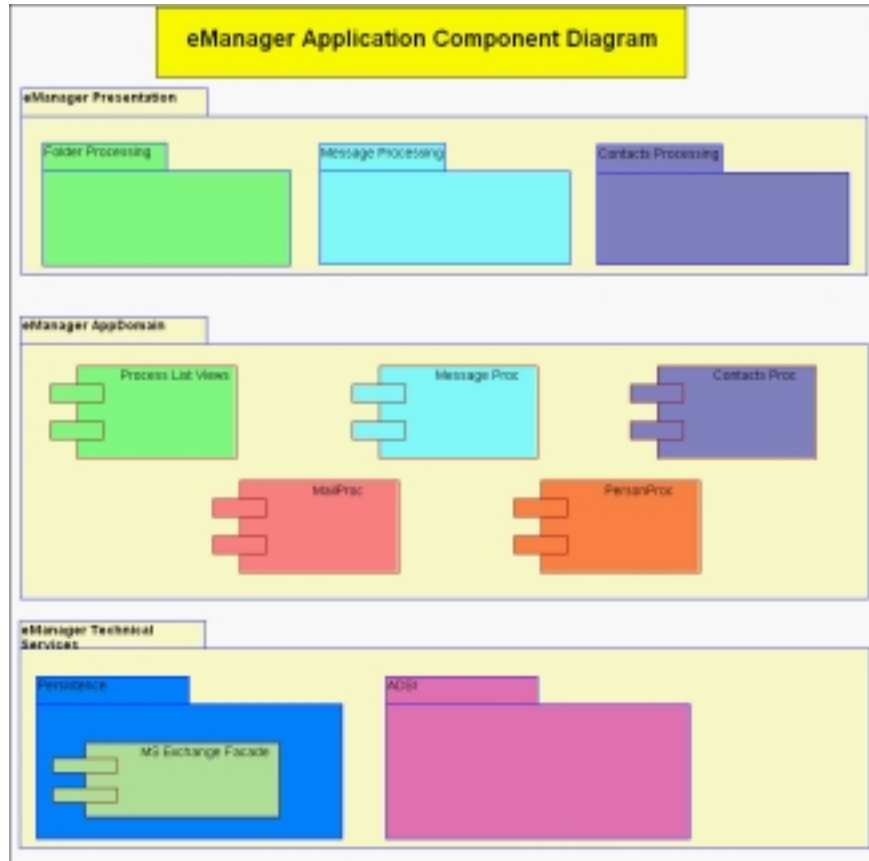 eManager Application Component Diagram
eManager Presentation
Folder Processing
Message Processing
Contacts Processing
eManager AppDomain
Process List Views
Message Proc
Contacts Proc
MailProc
PersonProc
eManager Technical
Services
Persistence
ADSI
MS Exchange Facade